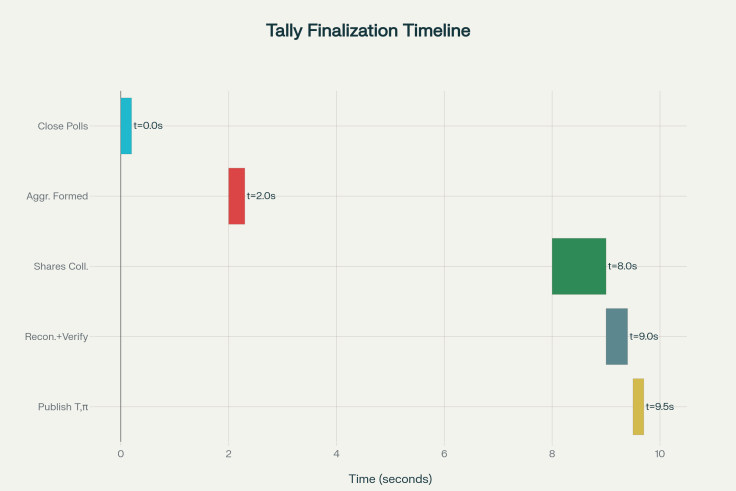 Tally Finalization Timeline
Close Polls
t=0.0s
Aggr. Formed
t=2.0s
Shares Coll.
t=8.0s
Recon.+Verify
t=9.0s
Publish T,π
t=9.5s
0 2 4 6 8 10
Time (seconds)